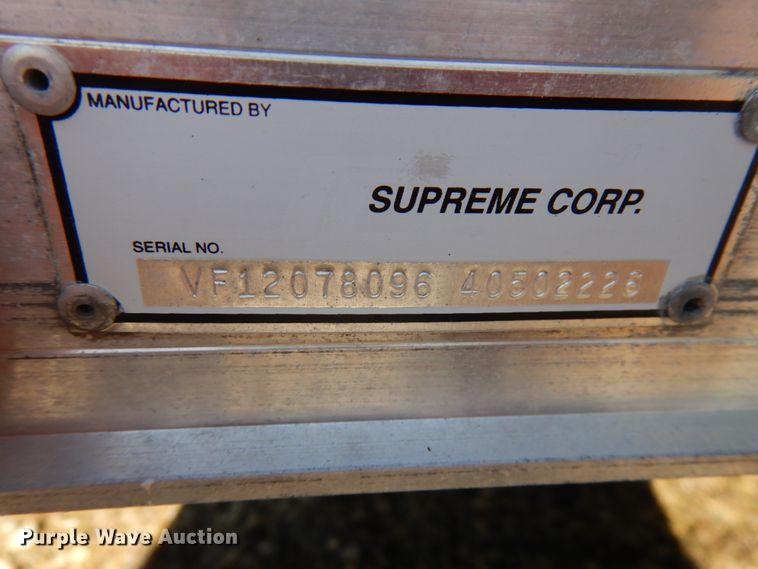 MANUFACTURED BY
SUPREME CORP.
SERIAL NO.
VF12078096 40502226
Purple Wave Auction